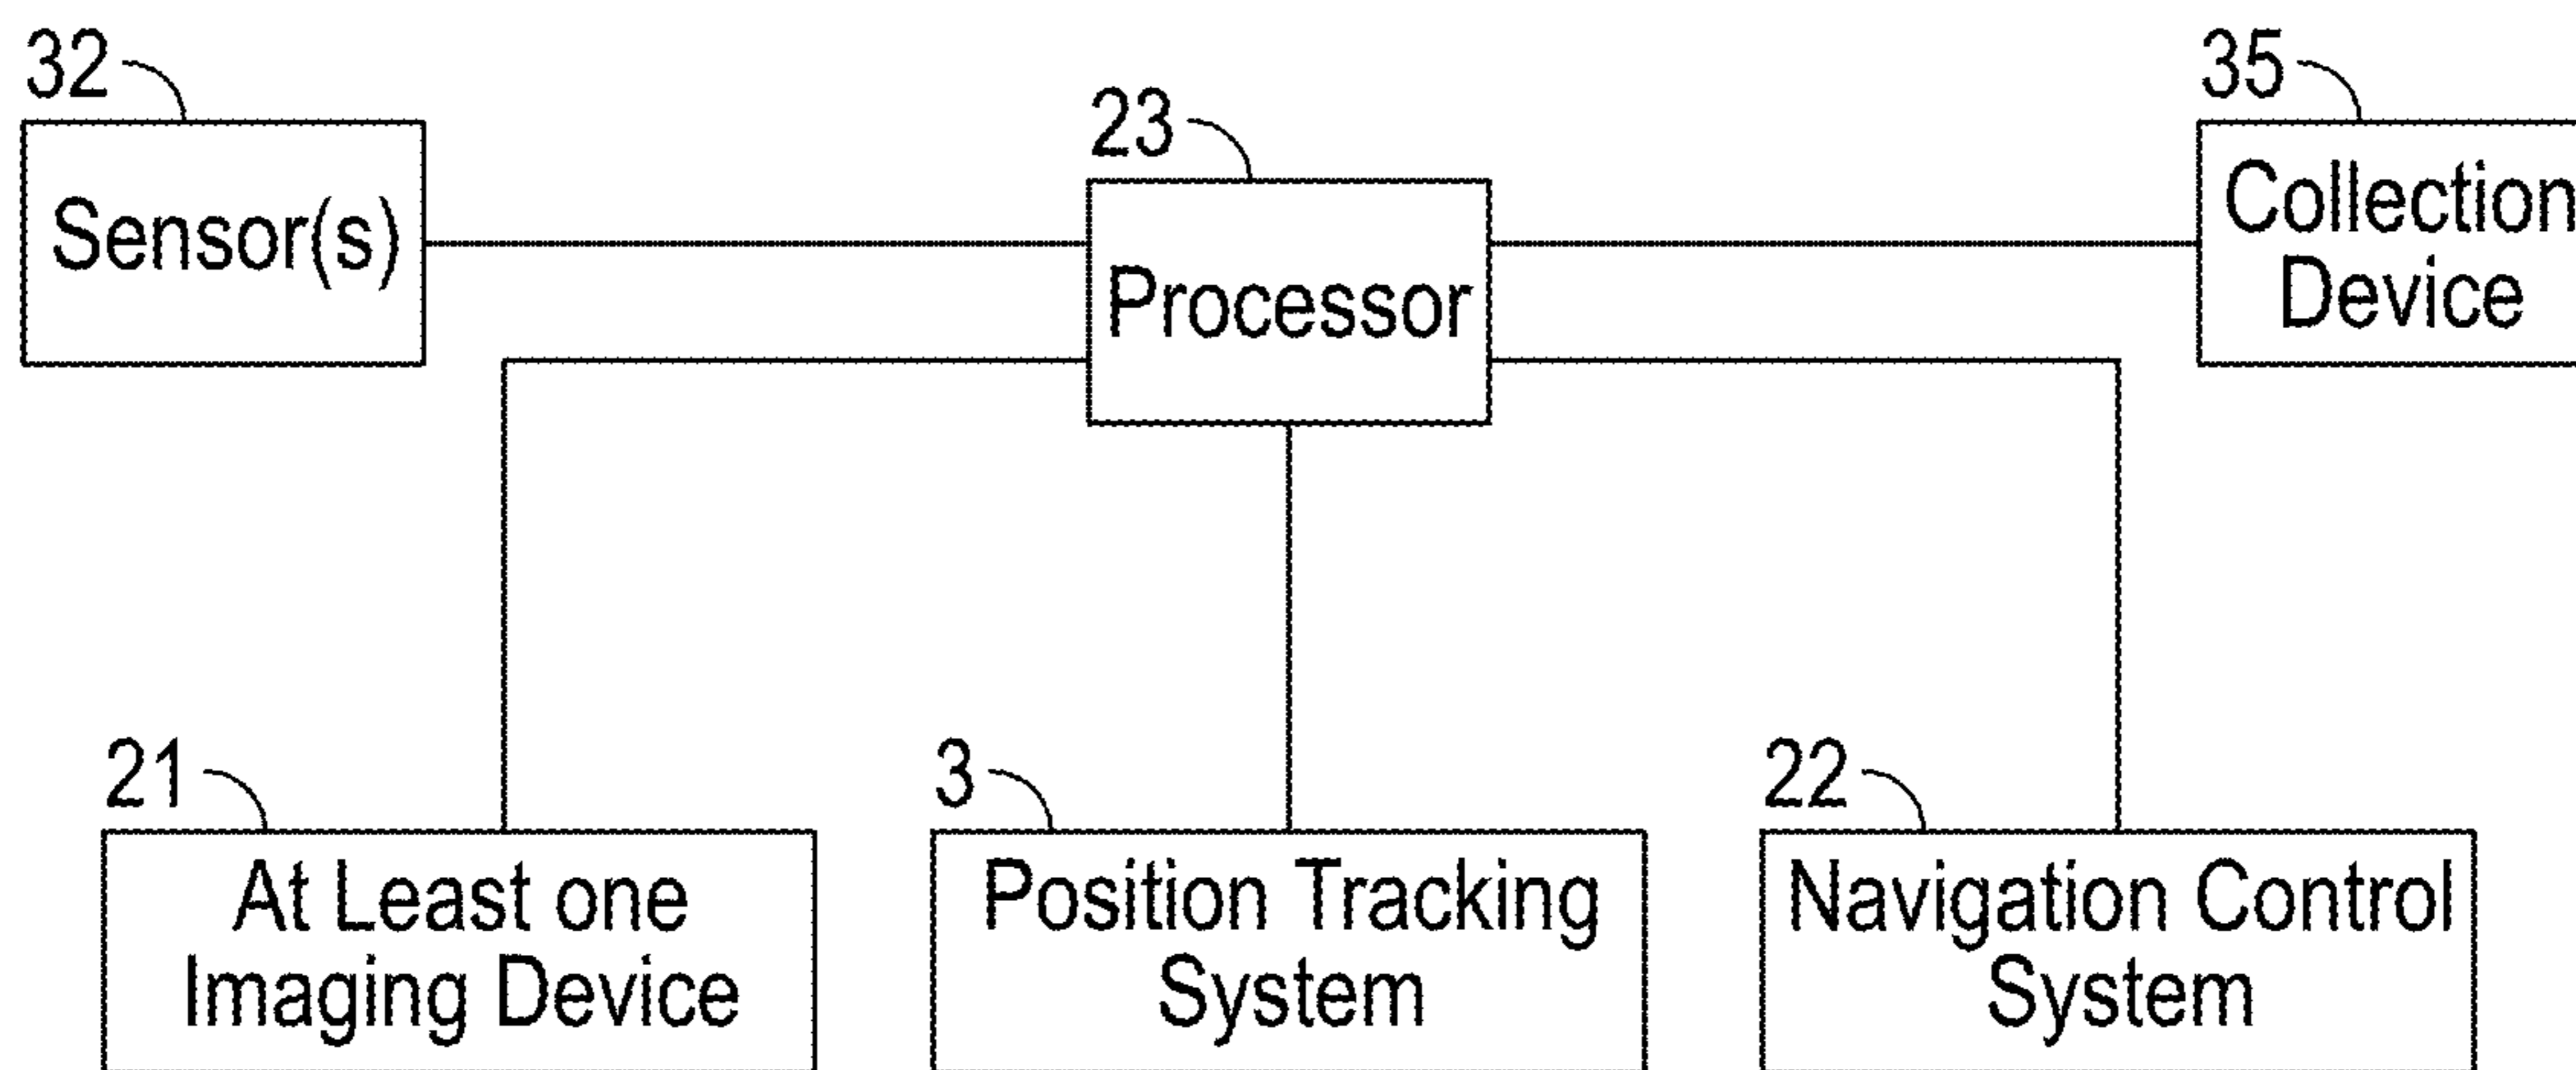 32
35
23
Sensor(s)
Collection
Device
Processor
21
3
22
At Least one
Imaging Device
Position Tracking
System
Navigation Control
System